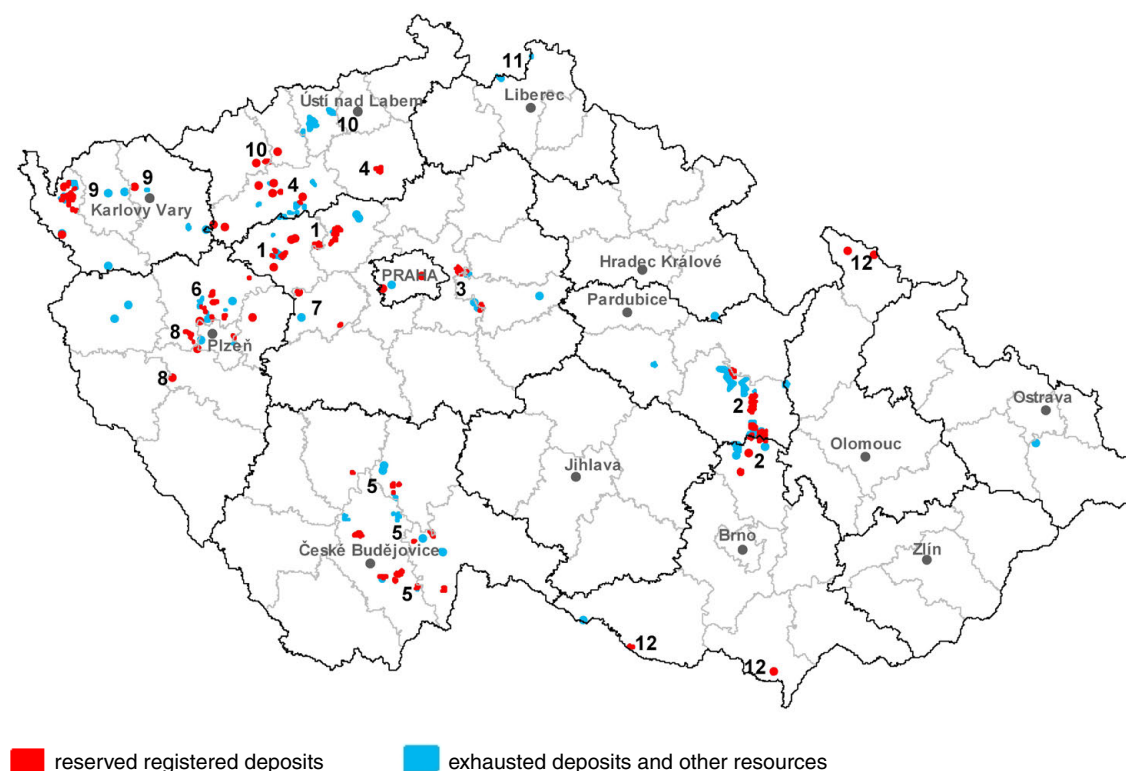 11
Liberec
Ústí nad Labem
10
10
4
4
9
9
Karlovy Vary
1
1
PRAHA
3
Hradec Králové
12
6
7
Pardubice
8
Plzeň
8
2
Ostrava
Olomouc
2
Jihlava
5
5
Brno
Zlín
České Budějovice
5
12
12
reserved registered deposits
exhausted deposits and other resources